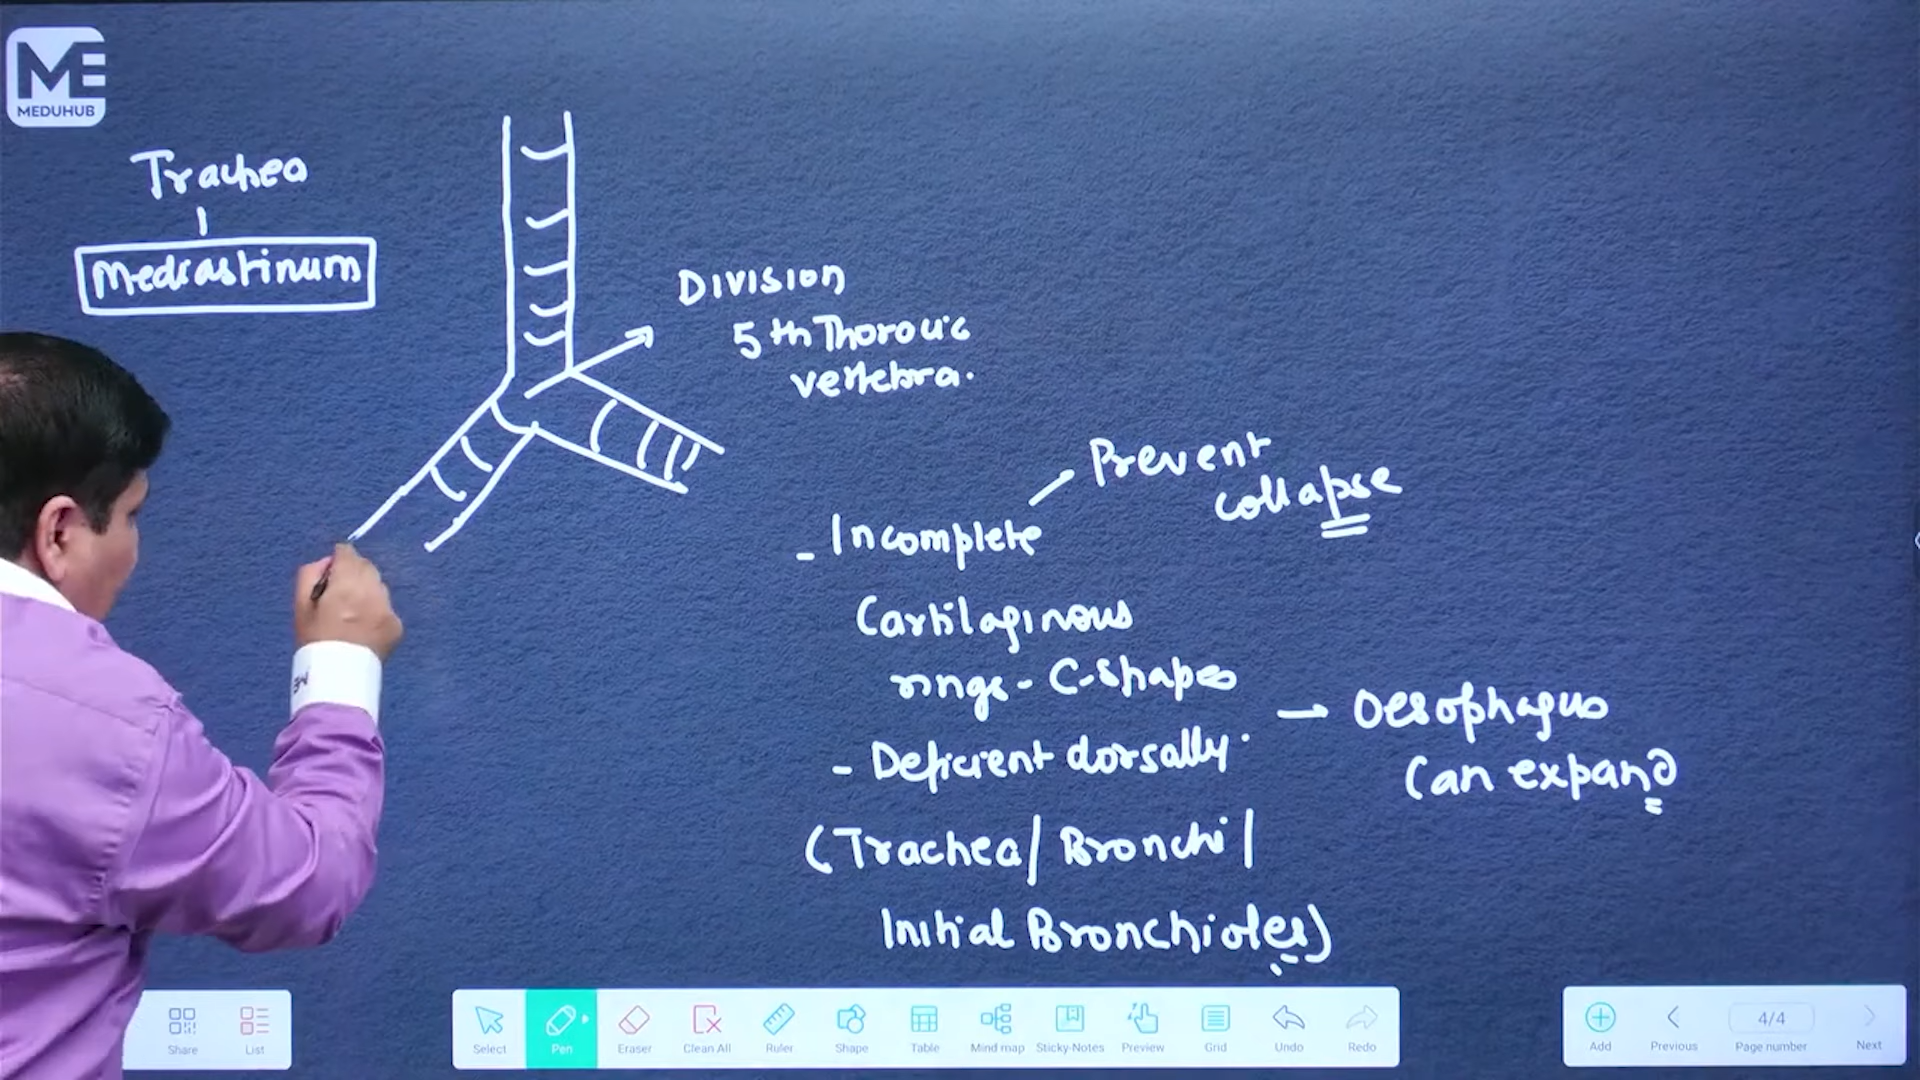 ME
MEDUHUB
Trachea
Mediastinum
Division
5th Thoracic
vertebra.
Prevent
collapse
- Incomplete
Cartilaginous
rings - C-shapes
- Deficient dorsally.
→ Oesophagus
Can expand
(Trachea/ Bronchi/
Initial Bronchioles)
Share
List
Select
Pen
Eraser
Clean All
Ruler
Shape
Table
Mind map
Sticky-Notes
Preview
Grid
Undo
Redo
Add
Previous
4/4
Page number
Next